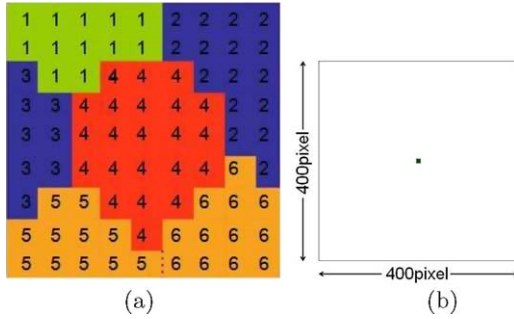 1 1 1 1 1 2 2 2 2
1 1 1 1 1 2 2 2 2
3 1 1 4 4 4 2 2 2
3 3 4 4 4 4 4 2 2
3 3 4 4 4 4 4 2 2
3 3 4 4 4 4 4 6 2
3 5 5 4 4 4 6 6 6
5 5 5 5 4 6 6 6 6
5 5 5 5 5 6 6 6 6
(a)
400pixel
400pixel
(b)